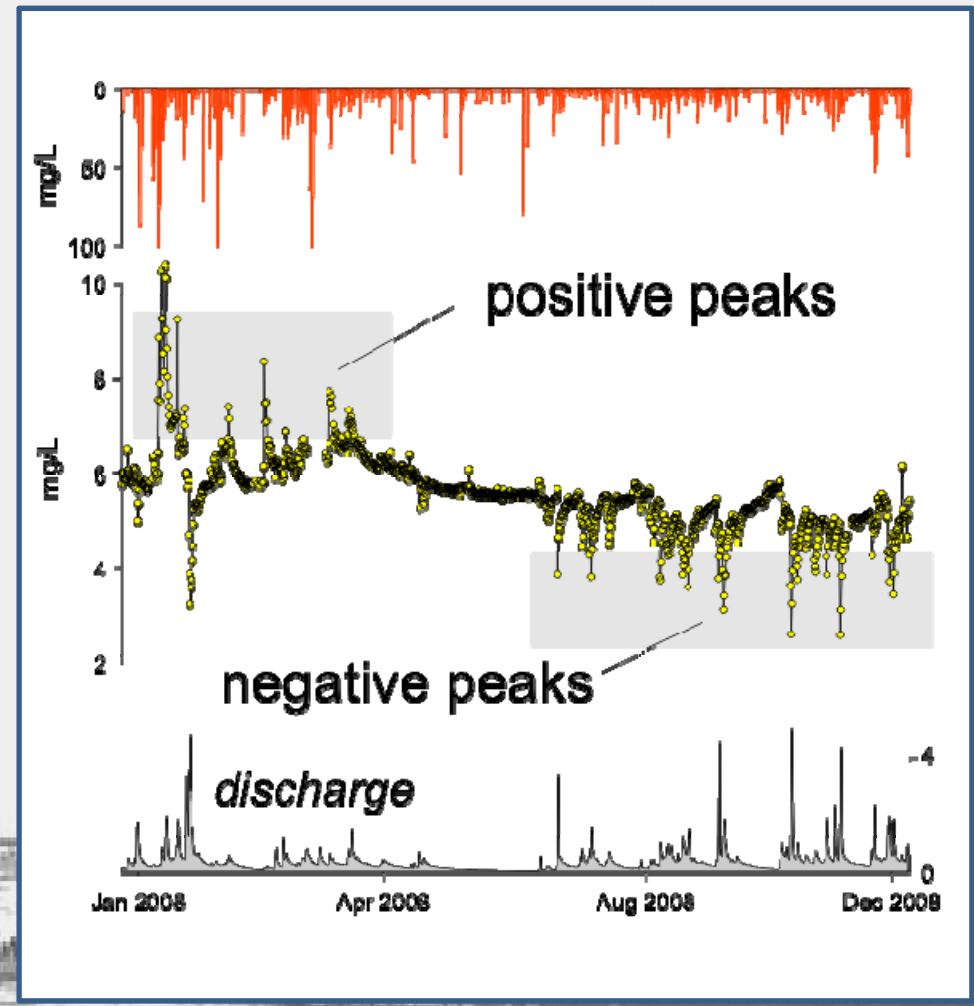 0
mg/L
50
100
10
positive peaks
8
mg/L
6
4
2
negative peaks
4
discharge
0
Jan 2008
Apr 2008
Aug 2008
Dec 2008